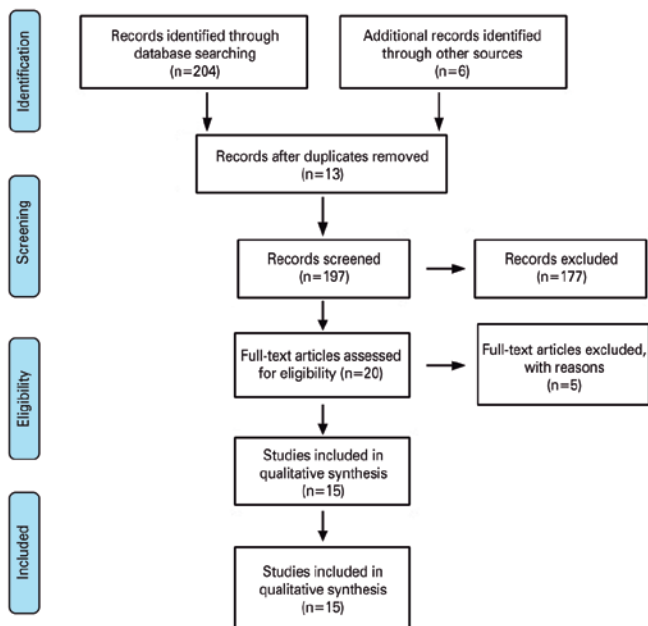 Identification
Records identified through
database searching
(n=204)
Additional records identified
through other sources
(n=6)
Records after duplicates removed
(n=13)
Screening
Records screened
(n=197)
Records excluded
(n=177)
Eligibility
Full-text articles assessed
for eligibility (n=20)
Full-text articles excluded,
with reasons
(n=5)
Studies included in
qualitative synthesis
(n=15)
Included
Studies included in
qualitative synthesis
(n=15)